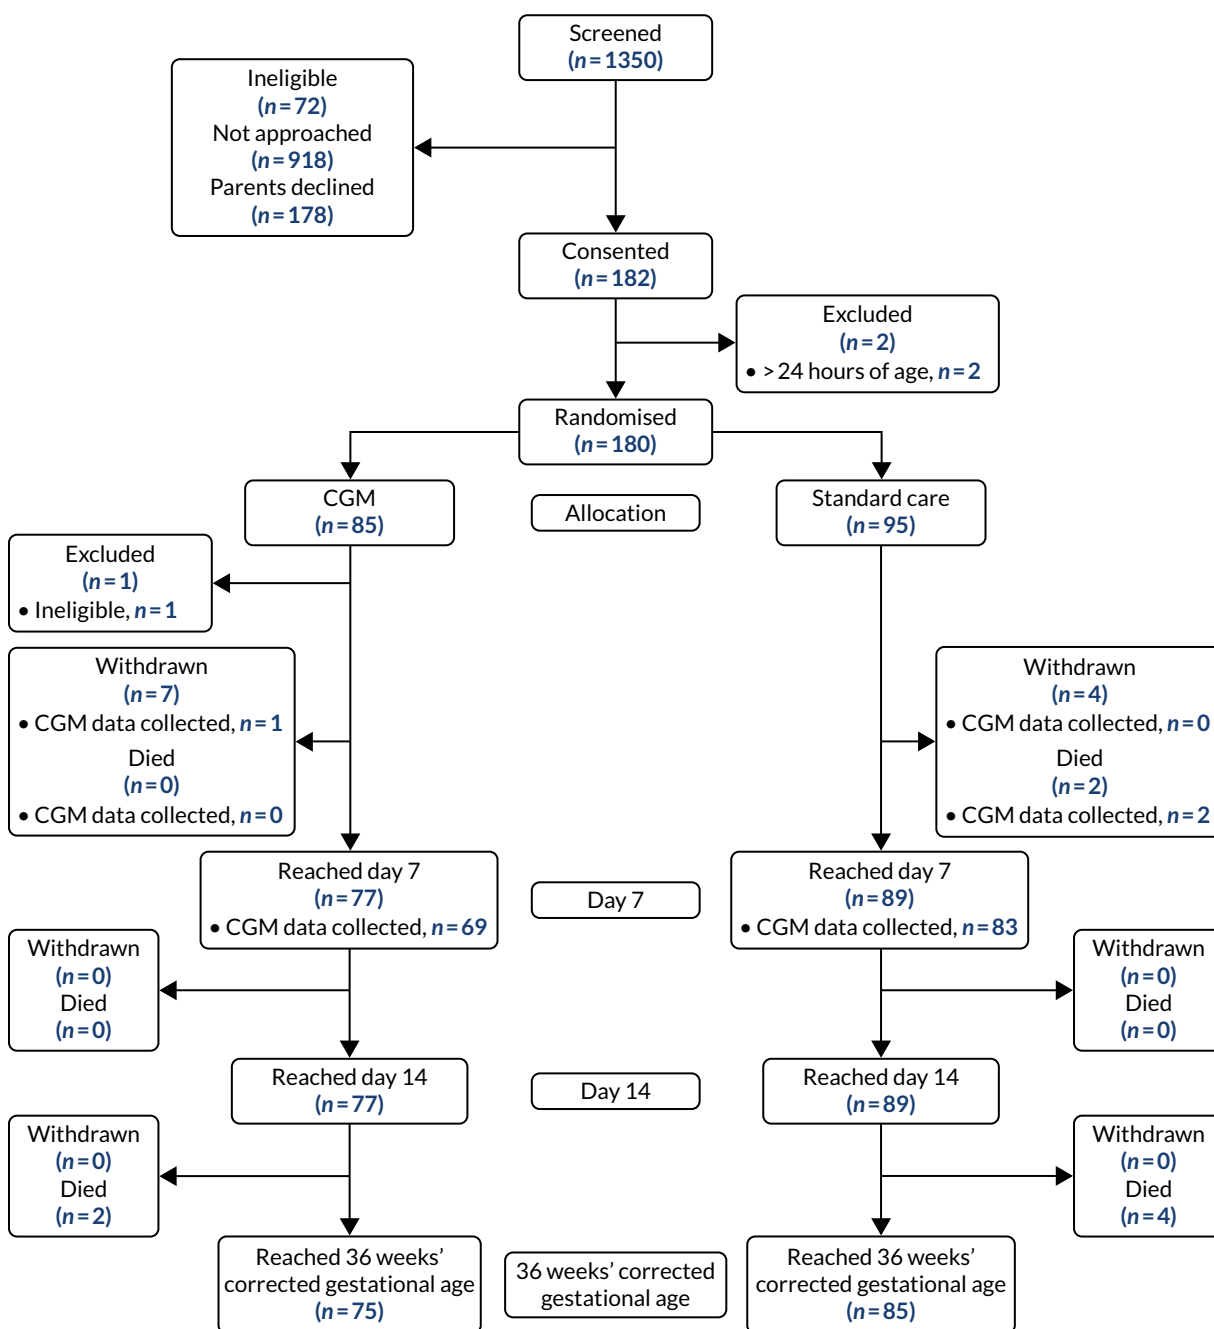 Screened
(n=1350)
Ineligible
(n=72)
Not approached
(n=918)
Parents declined
(n=178)
Consented
(n=182)
Excluded
(n=2)
• >24 hours of age, n=2
Randomised
(n=180)
CGM
(n=85)
Allocation
Standard care
(n=95)
Excluded
(n=1)
• Ineligible, n=1
Withdrawn
(n=7)
• CGM data collected, n=1
Died
(n=0)
• CGM data collected, n=0
Withdrawn
(n=4)
• CGM data collected, n=0
Died
(n=2)
• CGM data collected, n=2
Reached day 7
(n=77)
• CGM data collected, n=69
Day 7
Reached day 7
(n=89)
• CGM data collected, n=83
Withdrawn
(n=0)
Died
(n=0)
Withdrawn
(n=0)
Died
(n=0)
Reached day 14
(n=77)
Day 14
Reached day 14
(n=89)
Withdrawn
(n=0)
Died
(n=2)
Withdrawn
(n=0)
Died
(n=4)
Reached 36 weeks’
corrected gestational age
(n=75)
36 weeks’ corrected
gestational age
Reached 36 weeks’
corrected gestational age
(n=85)